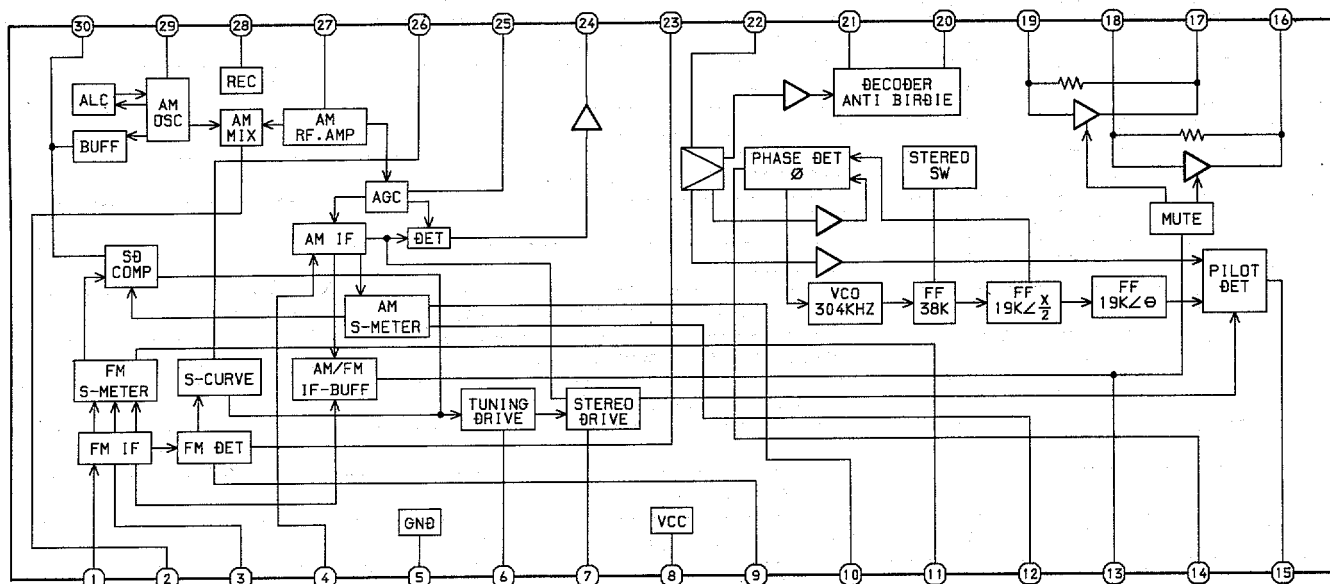 30 29 28 27 26 25 24 23 22 21 20 19 18 17 16
REC
ALC
AM
OSC
BUFF
AM
MIX
AM
RF.AMP
DECODER
ANTI BIRDIE
PHASE DET
Ø
STEREO
SW
AGC
AM IF
DET
MUTE
SD
COMP
AM
S-METER
VCO
304KHZ
FF
38K
FF
19K∠X/2
FF
19K∠Θ
PILOT
DET
FM
S-METER
S-CURVE
AM/FM
IF-BUFF
TUNING
DRIVE
STEREO
DRIVE
FM IF
FM DET
GND
VCC
1 2 3 4 5 6 7 8 9 10 11 12 13 14 15